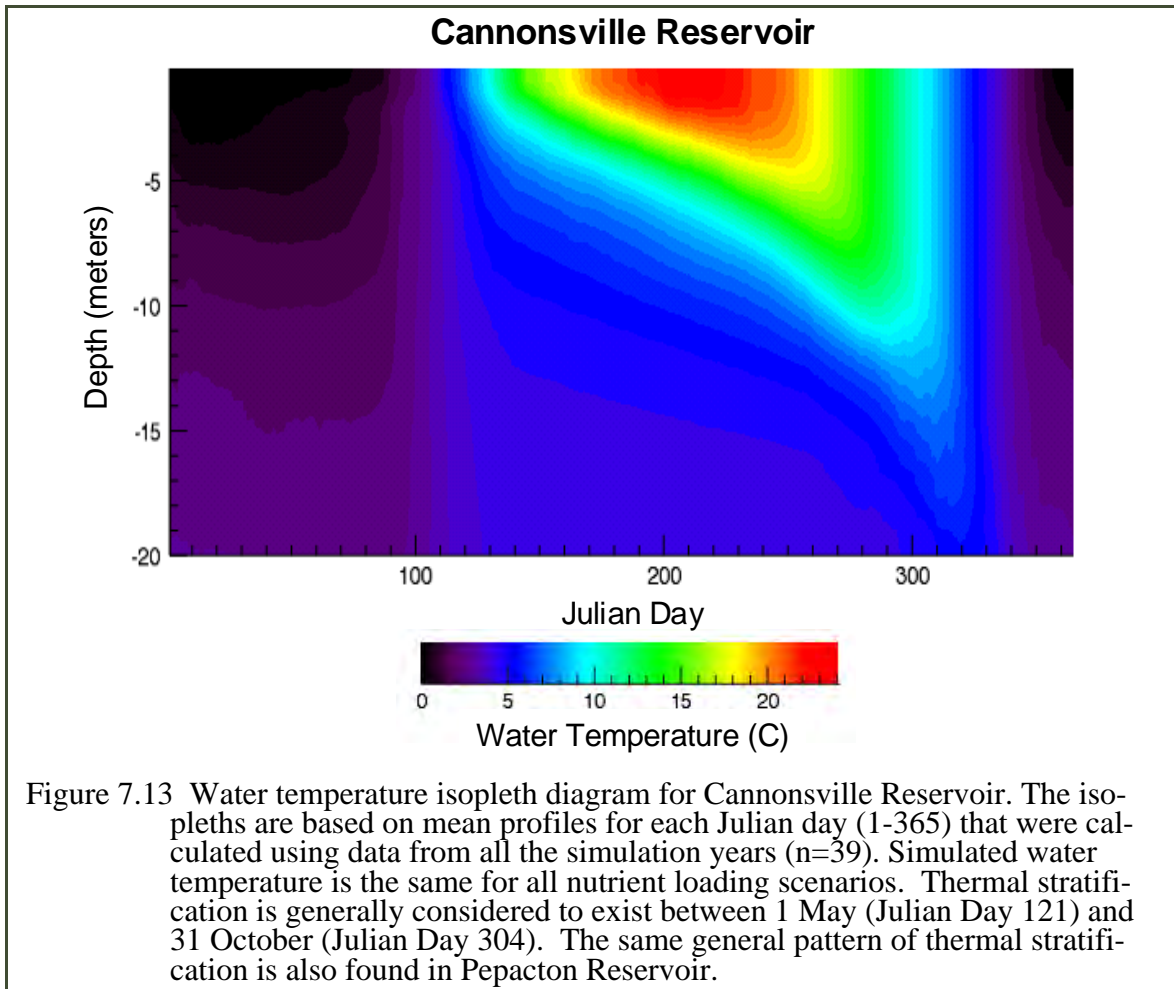 Cannonsville Reservoir
Depth (meters)
-5
-10
-15
-20
100 200 300
Julian Day
0 5 10 15 20
Water Temperature (C)
Figure 7.13 Water temperature isopleth diagram for Cannonsville Reservoir. The iso-
pleths are based on mean profiles for each Julian day (1-365) that were cal-
culated using data from all the simulation years (n=39). Simulated water
temperature is the same for all nutrient loading scenarios. Thermal stratifi-
cation is generally considered to exist between 1 May (Julian Day 121) and
31 October (Julian Day 304). The same general pattern of thermal stratifi-
cation is also found in Pepacton Reservoir.